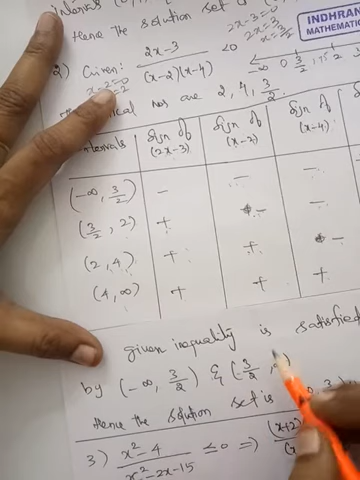 Hence the solution set
2x-3=0
2x=3
x=3/2
INDHRAN
MATHEMATIC
2) Given: (2x-3)/((x-2)(x-4)) <0
x-2=0
-∞ 0 3/2 1.75 2
nos are 2, 4, 3/2
Intervals Sign of (2x-3) Sign of (x-2) Sign of (x-4)
(-∞, 3/2) - - -
(3/2, 2) + - -
(2, 4) + + -
(4, ∞) + + +
given inequality is satisfied
by (-∞, 3/2) & (3/2,
Hence the solution set is
3) (x²-4)/(x²-2x-15) ≤0 => (x+2)